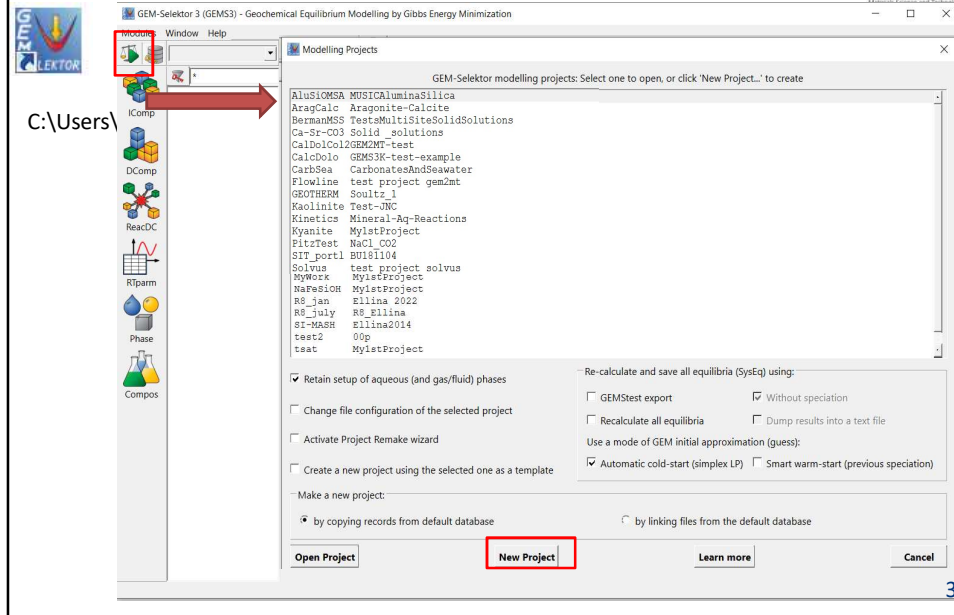 GEM
SELEKTOR
C:\Users\
GEM-Selektor 3 (GEMS3) - Geochemical Equilibrium Modelling by Gibbs Energy Minimization
Modules Window Help
*
IComp
DComp
ReacDC
RTparm
Phase
Compos
Modelling Projects
GEM-Selektor modelling projects: Select one to open, or click 'New Project...' to create
AluSiOMSA MUSICAluminaSilica
AragCalc Aragonite-Calcite
BermanMSS TestsMultiSiteSolidSolutions
Ca-Sr-CO3 Solid _solutions
CalDolCol2GEM2MT-test
CalcDolo GEMS3K-test-example
CarbSea CarbonatesAndSeawater
Flowline test project gem2mt
GEOTHERM Soultz_1
Kaolinite Test-JNC
Kinetics Mineral-Aq-Reactions
Kyanite My1stProject
PitzTest NaCl_CO2
SIT_portl BU181104
Solvus test project solvus
MyWork My1stProject
NaFeSiOH My1stProject
R8_jan Ellina 2022
R8_july R8_Ellina
SI-MASH Ellina2014
test2 00p
tsat My1stProject
Retain setup of aqueous (and gas/fluid) phases
Change file configuration of the selected project
Activate Project Remake wizard
Create a new project using the selected one as a template
Re-calculate and save all equilibria (SysEq) using:
GEMStest export Without speciation
Recalculate all equilibria Dump results into a text file
Use a mode of GEM initial approximation (guess):
Automatic cold-start (simplex LP) Smart warm-start (previous speciation)
Make a new project:
by copying records from default database by linking files from the default database
Open Project New Project Learn more Cancel
3